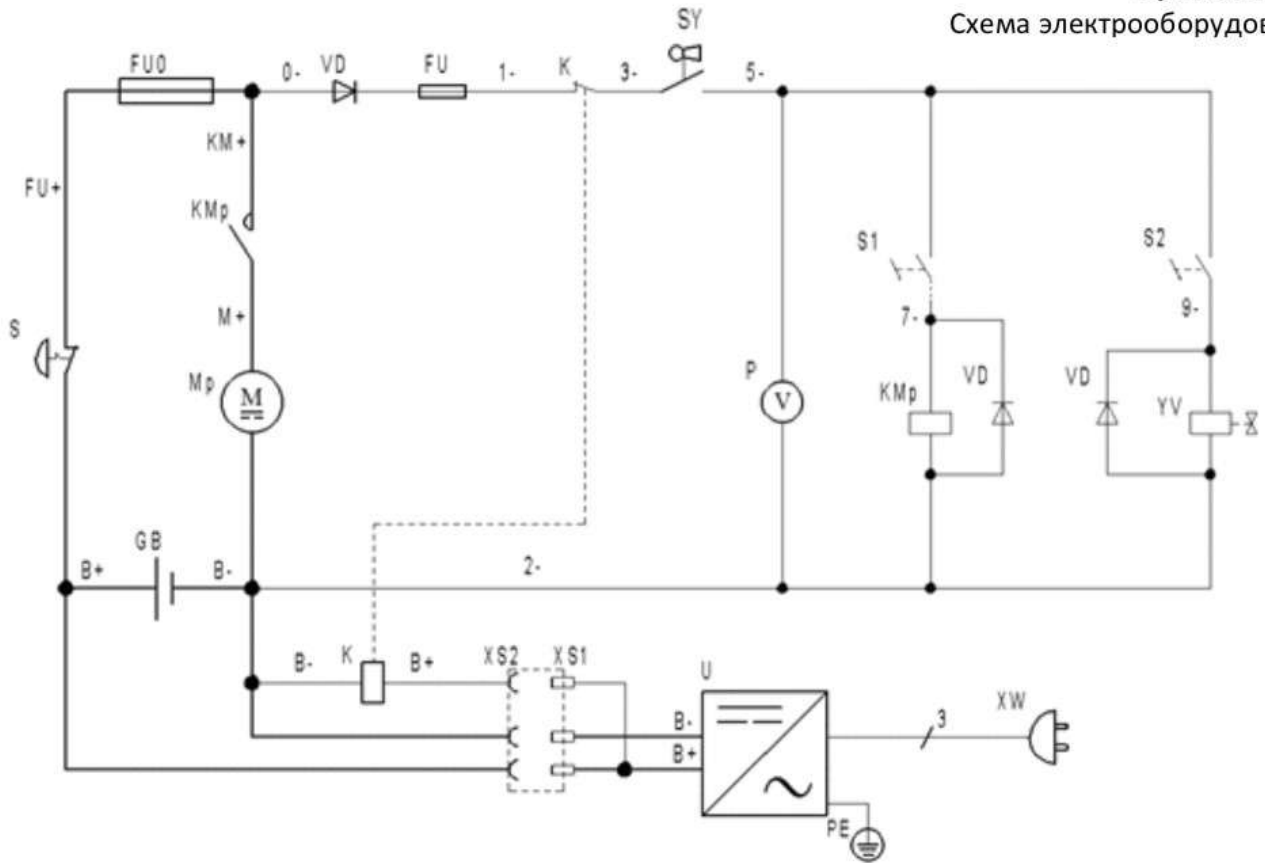 Схема электрооборудов
SY
FU0
0-
VD
FU
1-
K
3-
5-
KM+
FU+
KMp
S1
S2
M+
7-
9-
S
Mp
M
P
V
KMp
VD
VD
YV
GB
B+
B-
2-
B-
K
B+
XS2
XS1
U
B-
B+
3
XW
PE